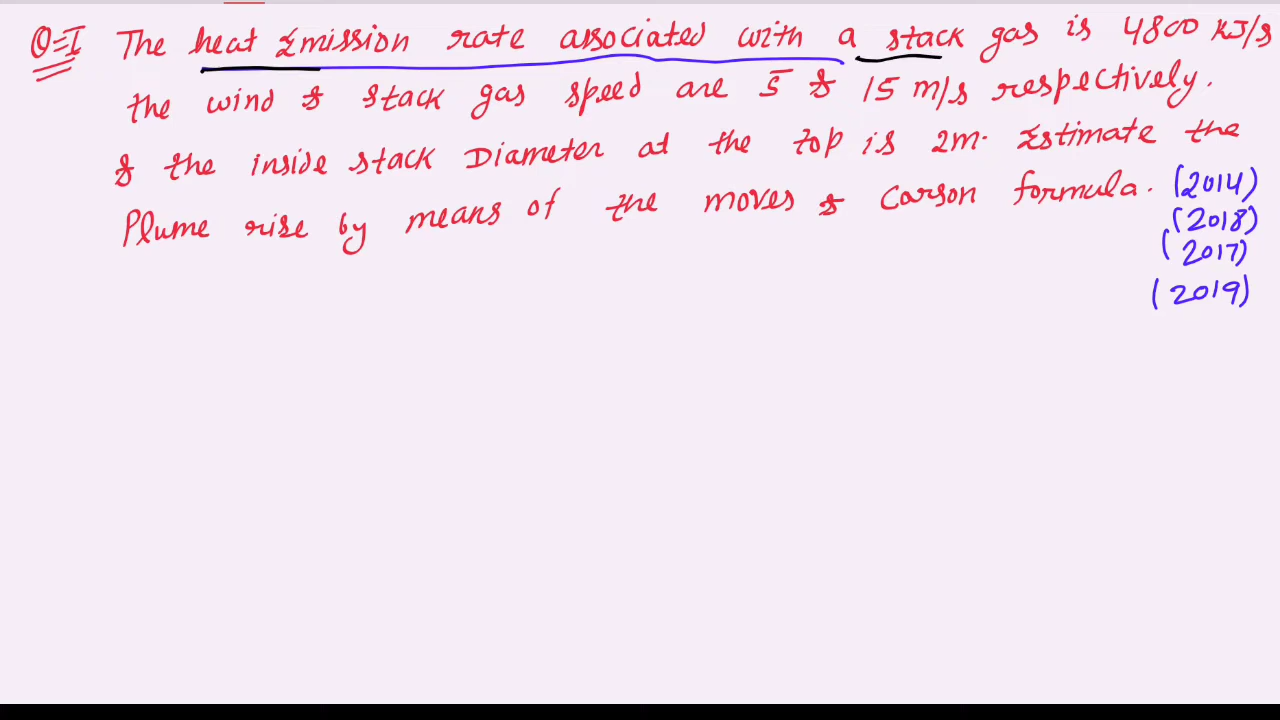 Q=I The heat Emission rate associated with a stack gas is 4800 KJ/s
the wind & stack gas speed are 5 & 15 m/s respectively.
& the inside stack Diameter at the top is 2m. Estimate the
Plume rise by means of the moves & Carson formula. (2014)
(2018)
(2017)
(2019)